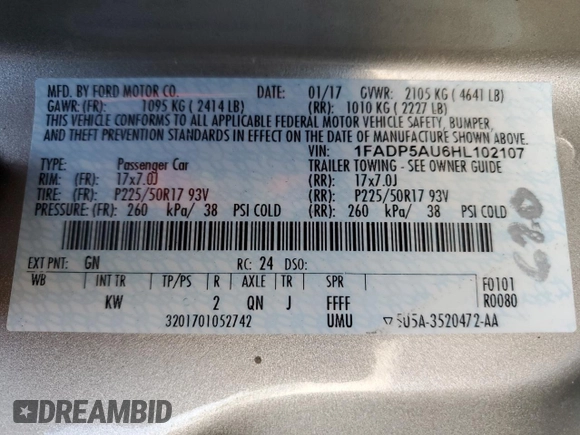 MFD. BY FORD MOTOR CO. DATE: 01/17 GVWR: 2105 KG ( 4641 LB)
GAWR: (FR): 1095 KG ( 2414 LB) (RR): 1010 KG ( 2227 LB)
THIS VEHICLE CONFORMS TO ALL APPLICABLE FEDERAL MOTOR VEHICLE SAFETY, BUMPER,
AND THEFT PREVENTION STANDARDS IN EFFECT ON THE DATE OF MANUFACTURE SHOWN ABOVE.
VIN: 1FADP5AU6HL102107
TYPE: Passenger Car TRAILER TOWING - SEE OWNER GUIDE
RIM: (FR): 17x7.0J (RR): 17x7.0J
TIRE: (FR): P225/50R17 93V (RR): P225/50R17 93V
PRESSURE: (FR): 260 kPa/ 38 PSI COLD (RR): 260 kPa/ 38 PSI COLD
680
EXT PNT: GN RC: 24 DSO:
WB INT TR TP/PS R AXLE TR SPR F0101
KW 2 QN J FFFF R0080
3201701052742 UMU ▽5U5A-3520472-AA
DREAMBID